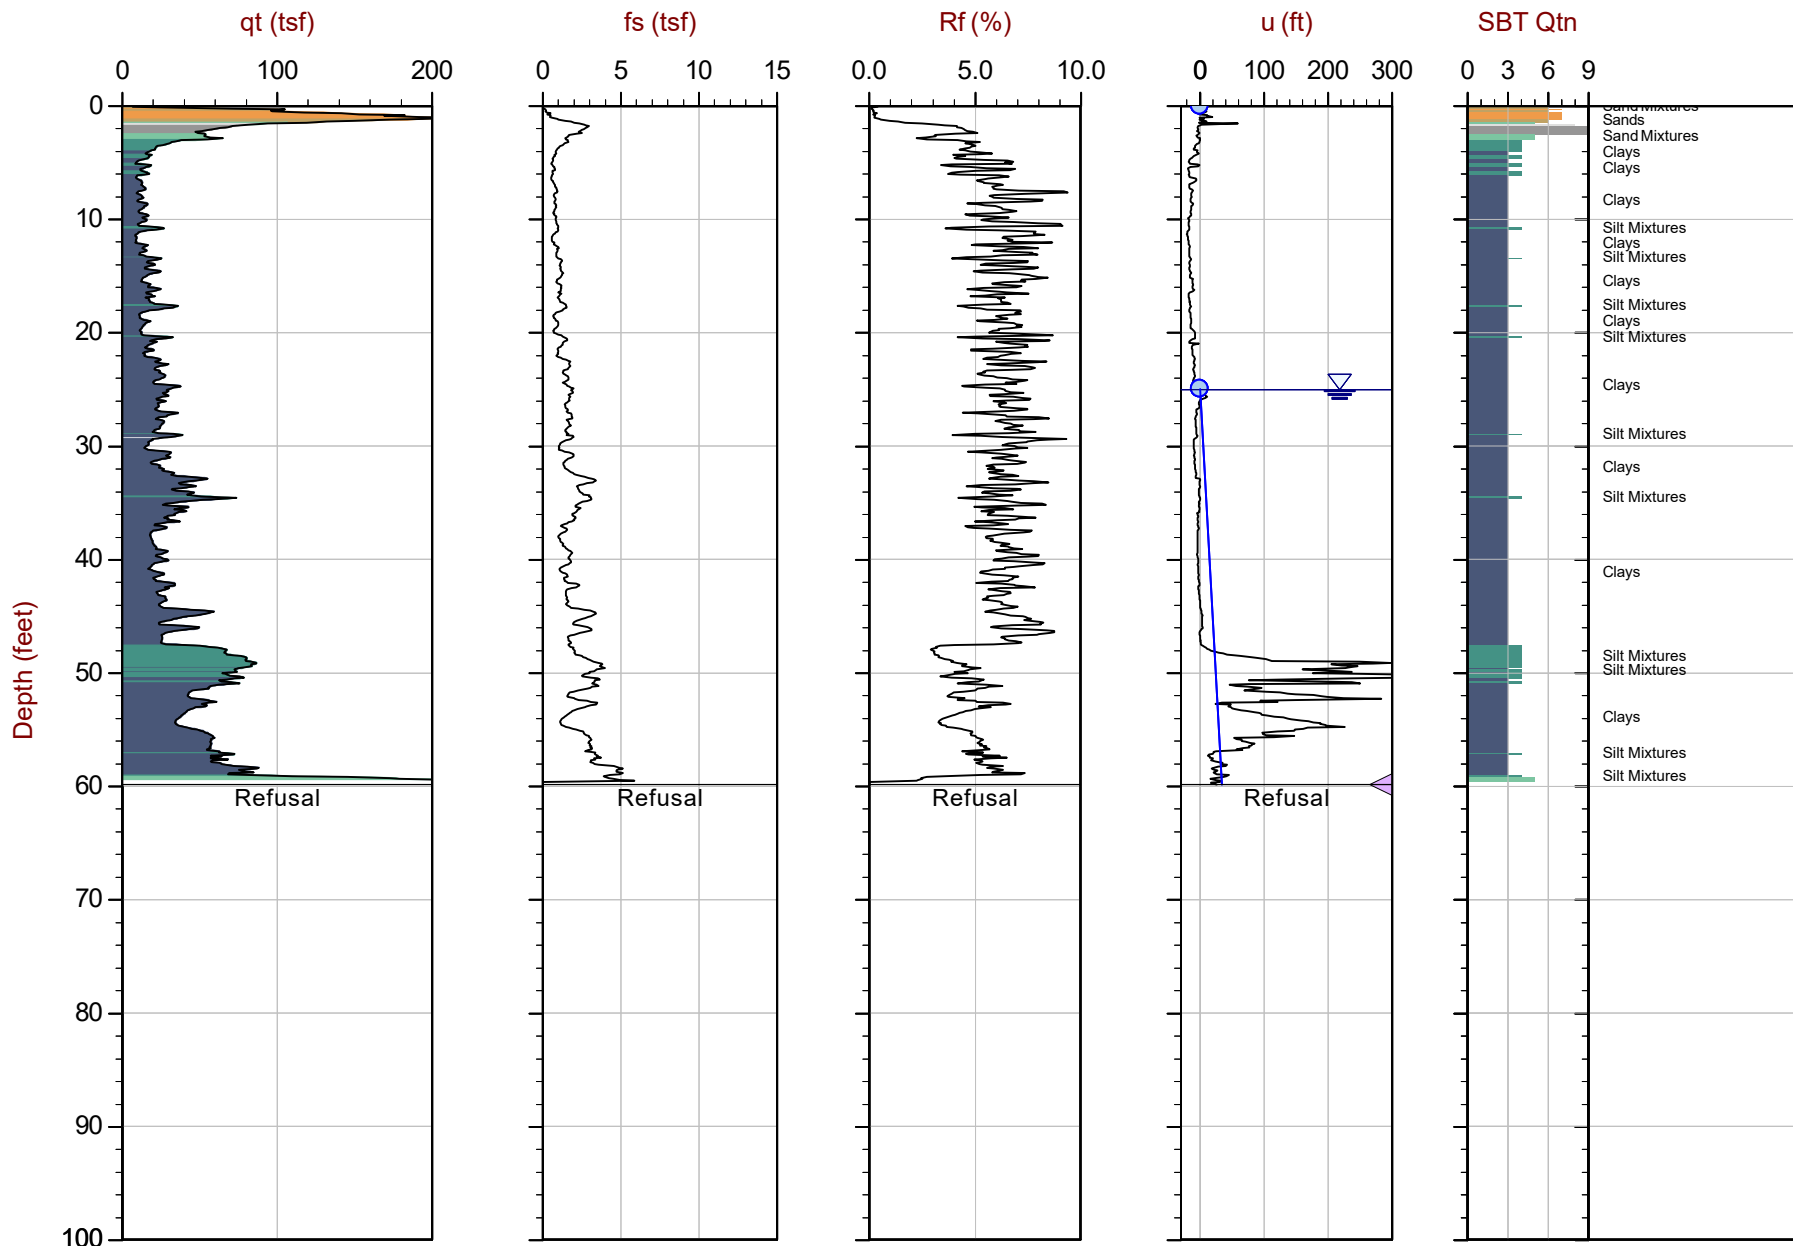 qt (tsf) fs (tsf) Rf (%) u (ft) SBT Qtn
0 100 200 0 5 10 15 0.0 5.0 10.0 0 100 200 300 0 3 6 9
0
Sand Mixtures
Sands
Sand Mixtures
Clays
Clays
Clays
10
Silt Mixtures
Clays
Silt Mixtures
Clays
Silt Mixtures
Clays
20
Silt Mixtures
Clays
Silt Mixtures
30
Clays
Silt Mixtures
40
Clays
Silt Mixtures
Silt Mixtures
50
Clays
Silt Mixtures
Silt Mixtures
60
Refusal Refusal Refusal Refusal
70
80
90
100
Depth (feet)